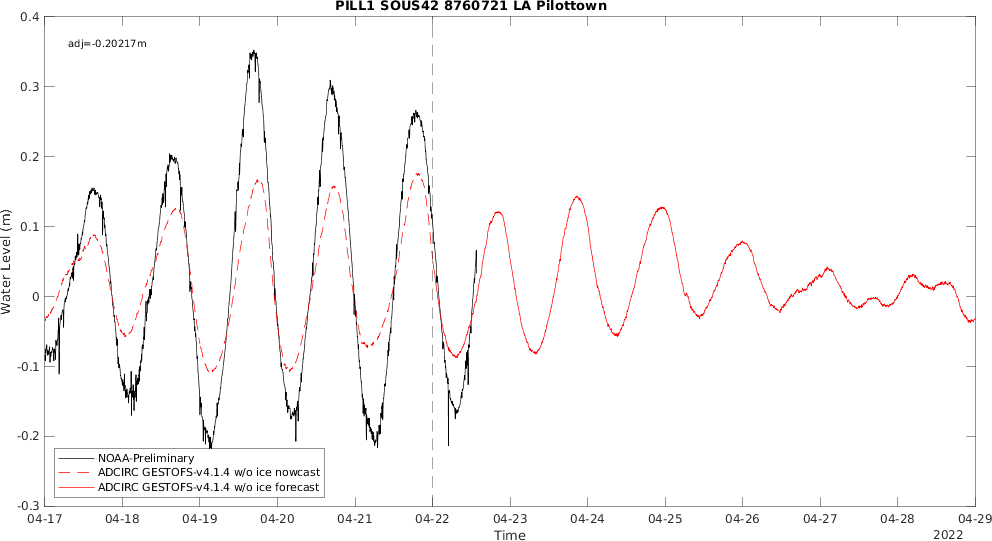 PILL1 SOUS42 8760721 LA Pilottown
adj=-0.20217m
Water Level (m)
0.4
0.3
0.2
0.1
0
-0.1
-0.2
-0.3
NOAA-Preliminary
ADCIRC GESTOFS-v4.1.4 w/o ice nowcast
ADCIRC GESTOFS-v4.1.4 w/o ice forecast
04-17 04-18 04-19 04-20 04-21 04-22 04-23 04-24 04-25 04-26 04-27 04-28 04-29
Time
2022